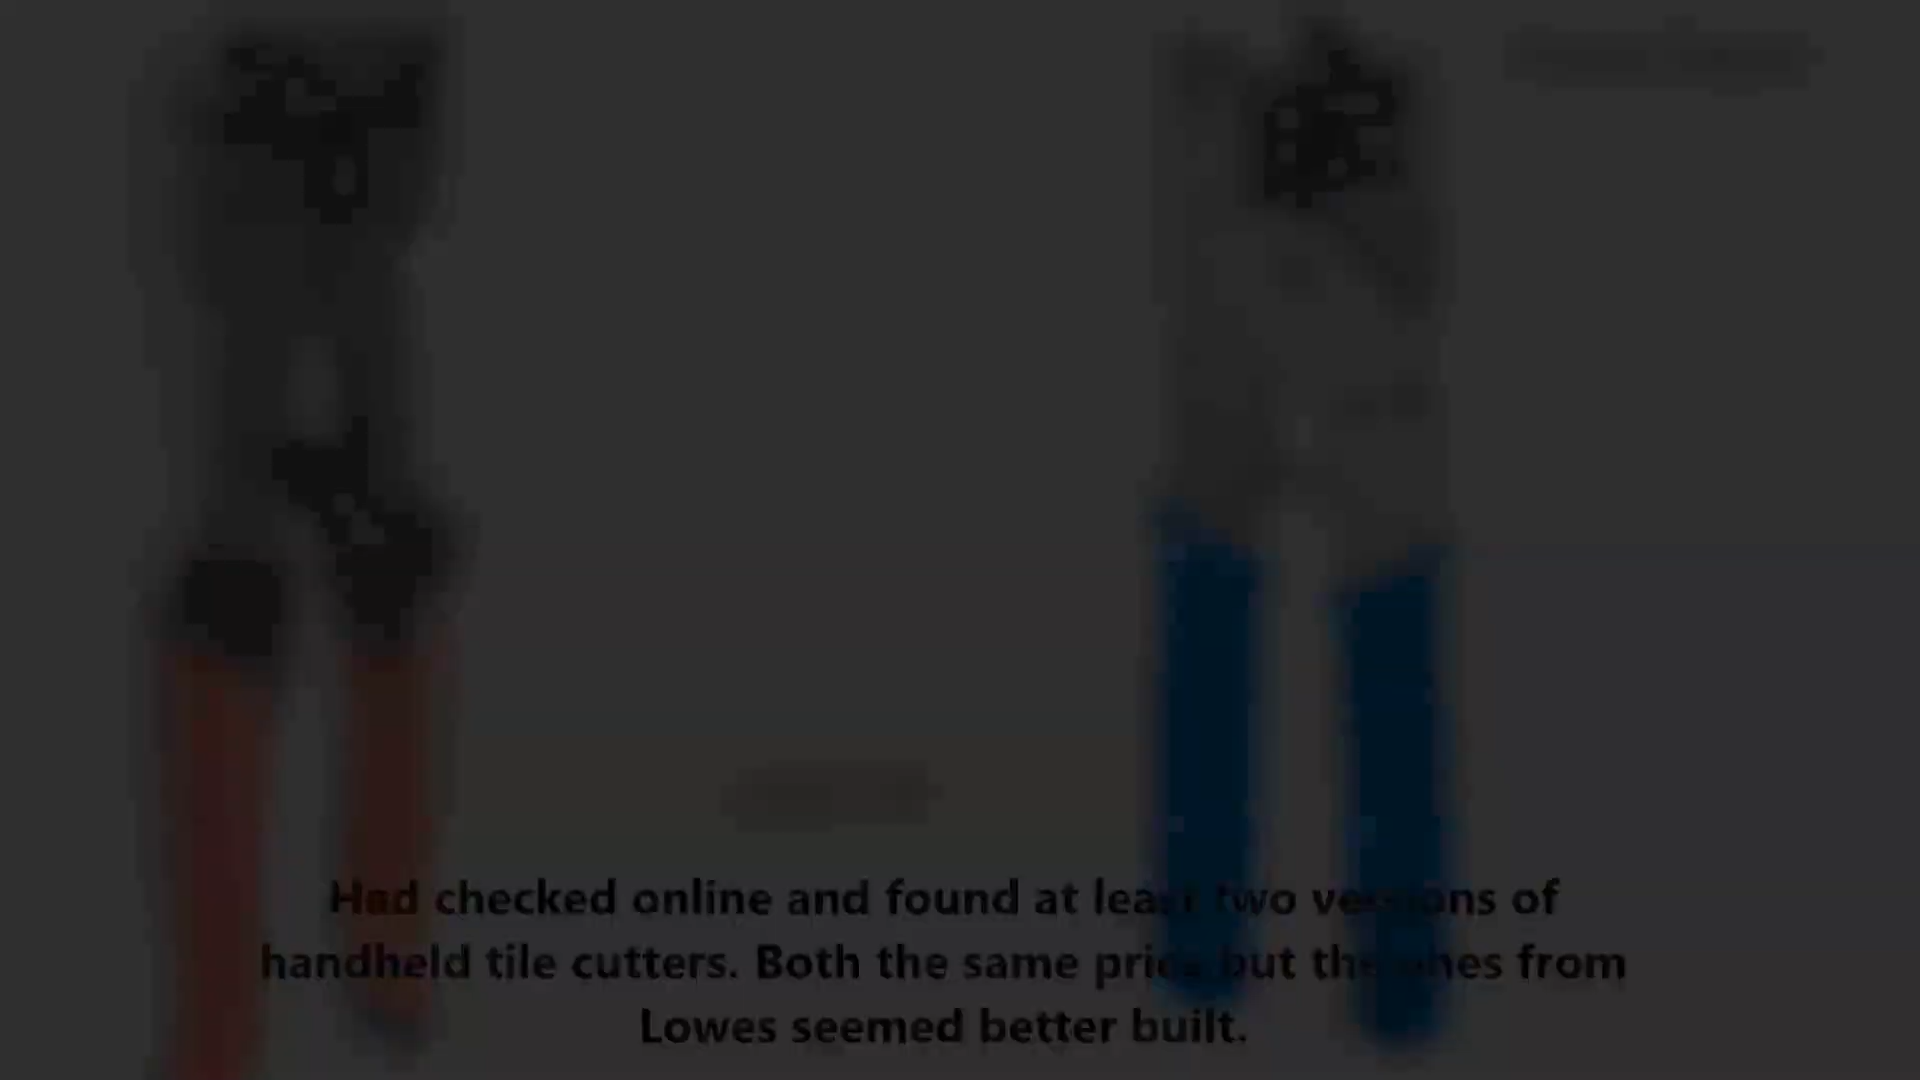 Had checked online and found at least two versions of
handheld tile cutters. Both the same price but the ones from
Lowes seemed better built.